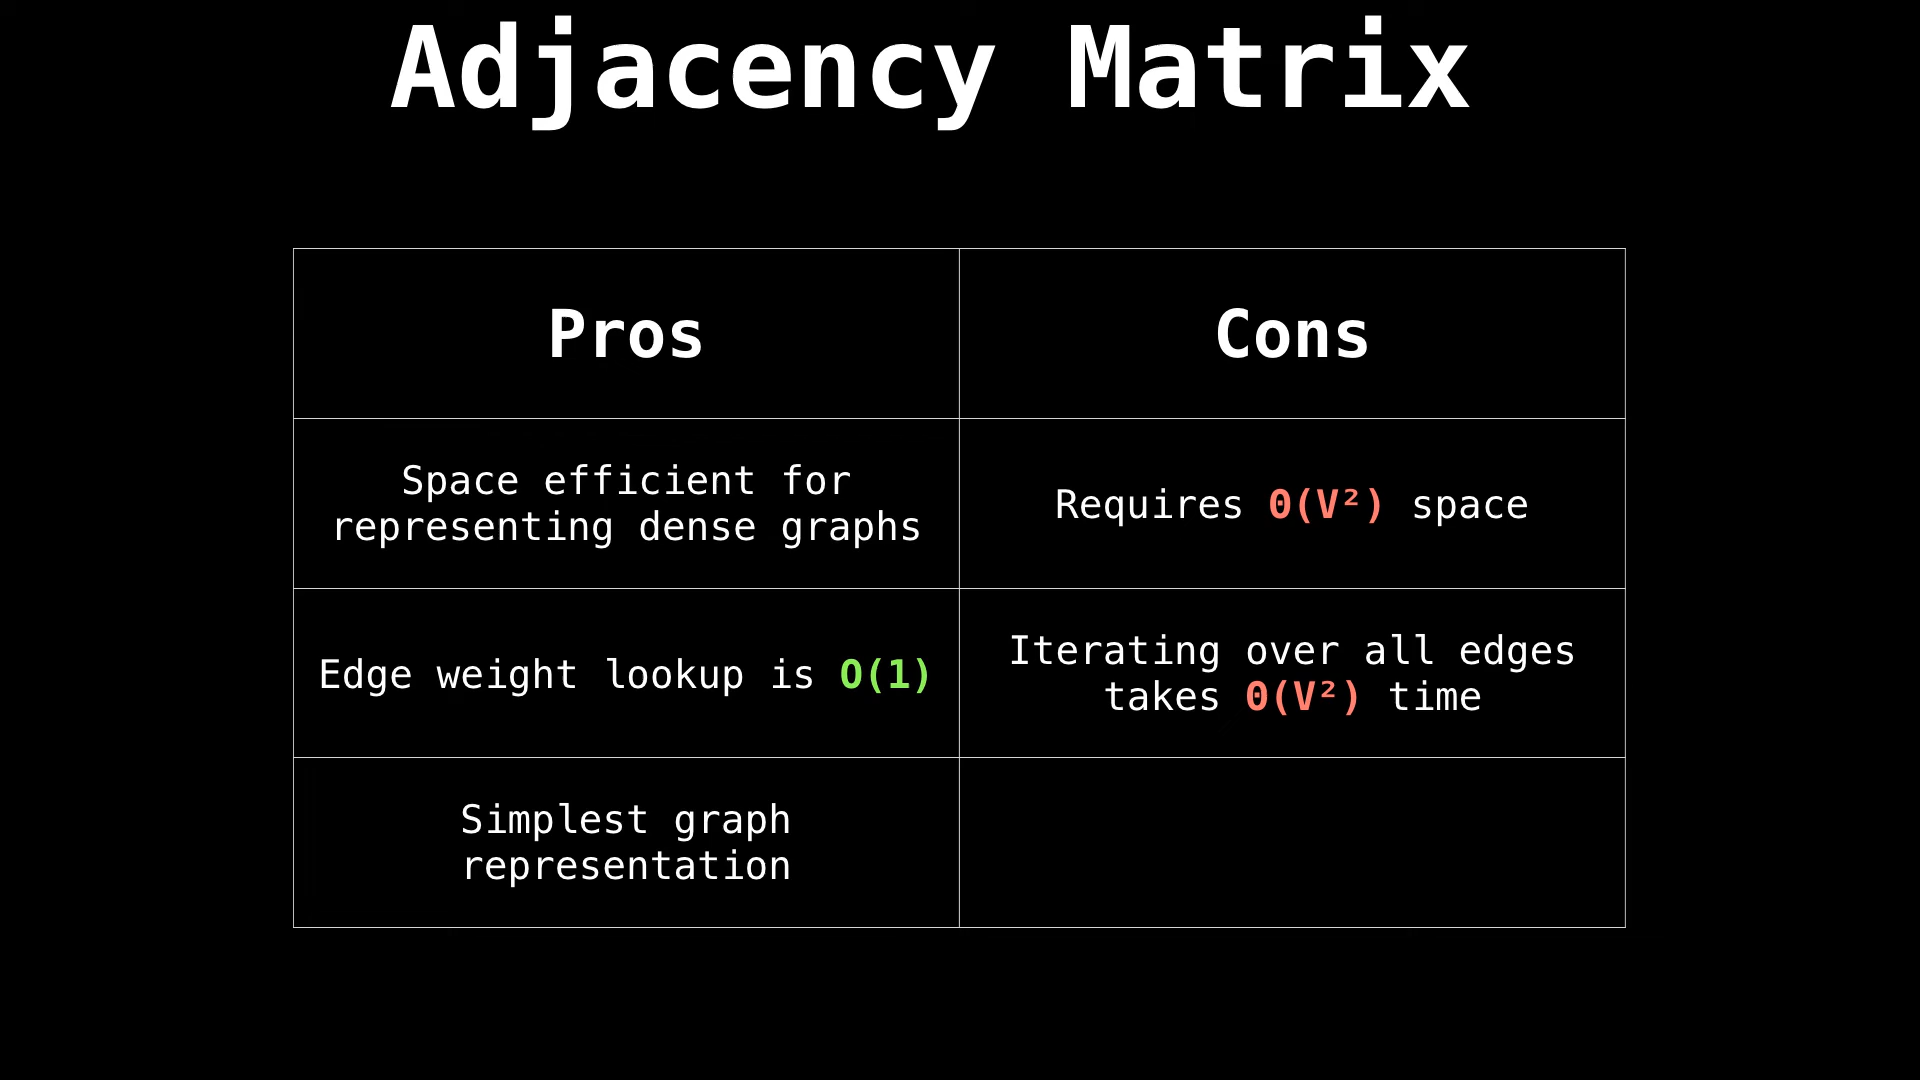 Adjacency Matrix
Pros
Cons
Space efficient for
representing dense graphs
Requires Θ(V²) space
Edge weight lookup is O(1)
Iterating over all edges
takes Θ(V²) time
Simplest graph
representation